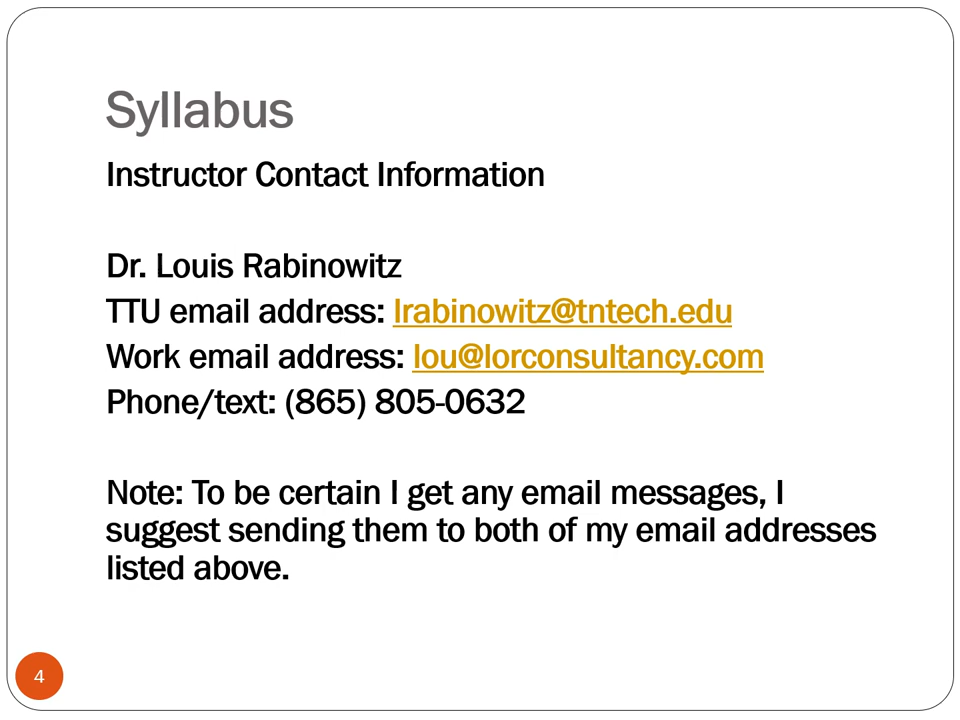 Syllabus
Instructor Contact Information
Dr. Louis Rabinowitz
TTU email address: lrabinowitz@tntech.edu
Work email address: lou@lorconsultancy.com
Phone/text: (865) 805-0632
Note: To be certain I get any email messages, I
suggest sending them to both of my email addresses
listed above.
4